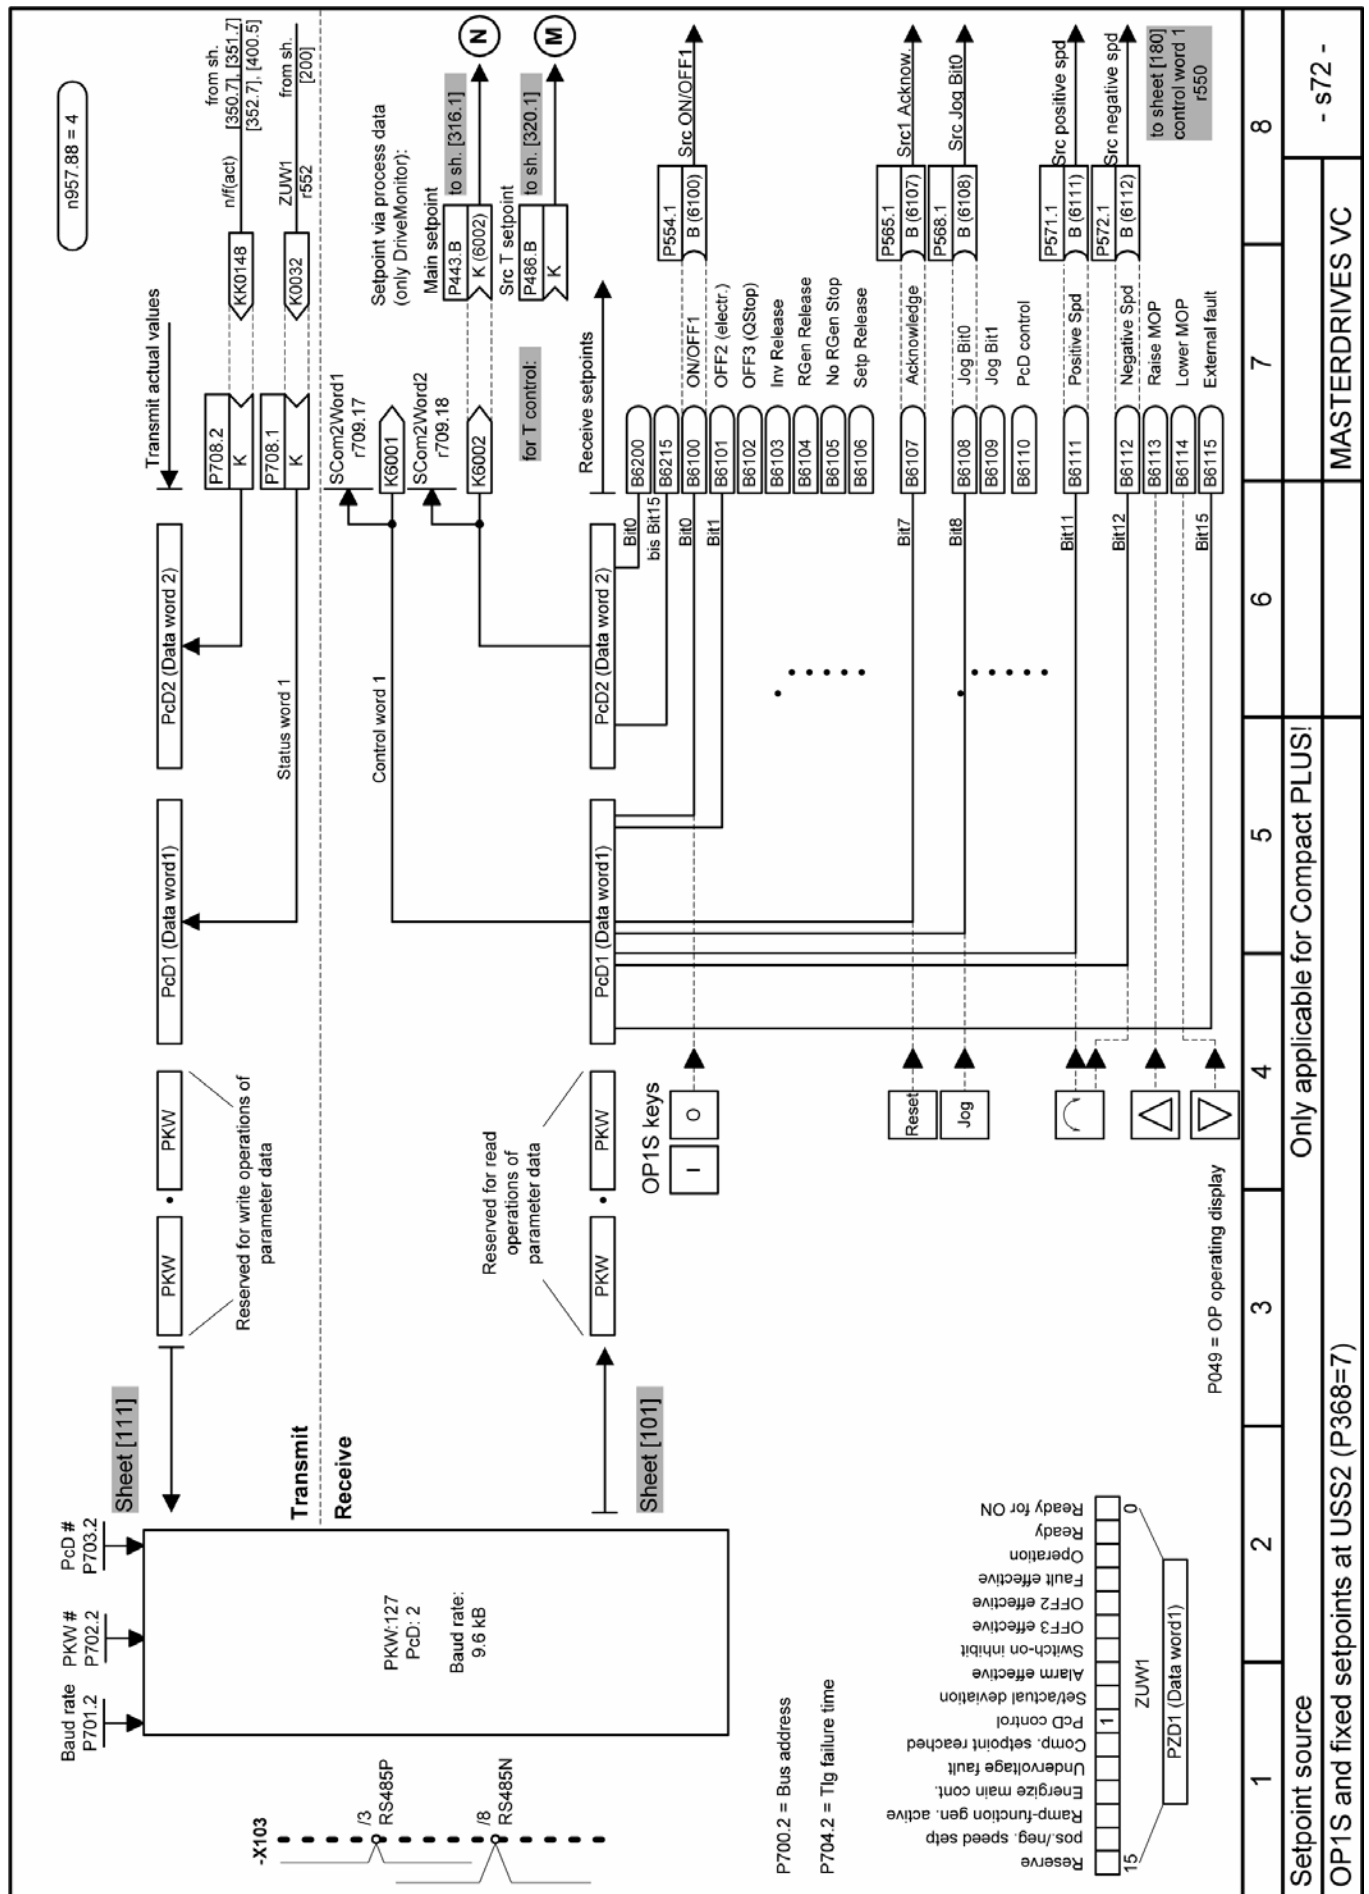 n957.88 = 4
Baud rate
P701.2
PKW #
P702.2
PcD #
P703.2
-X103
/3
RS485P
/8
RS485N
PKW:127
PcD: 2
Baud rate:
9.6 kB
Sheet [111]
Transmit
Receive
Sheet [101]
PKW
PKW
Reserved for write operations of
parameter data
PcD1 (Data word1)
PcD2 (Data word 2)
Transmit actual values
P708.2
K
KK0148
n/f(act)
from sh.
[350.7], [351.7]
[352.7], [400.5]
Status word 1
P708.1
K
K0032
ZUW1
r552
from sh.
[200]
Control word 1
SCom2Word1
r709.17
K6001
SCom2Word2
r709.18
K6002
Setpoint via process data
(only DriveMonitor):
Main setpoint
P443.B
K (6002)
to sh. [316.1]
N
for T control:
Src T setpoint
P486.B
K
to sh. [320.1]
M
Reserved for read
operations of
parameter data
PKW
PKW
PcD1 (Data word1)
PcD2 (Data word 2)
Receive setpoints
OP1S keys
I
O
Bit0
B6200
bis Bit15
B6215
Bit0
B6100
ON/OFF1
P554.1
B (6100)
Src ON/OFF1
Bit1
B6101
OFF2 (electr.)
B6102
OFF3 (QStop)
B6103
Inv Release
B6104
RGen Release
B6105
No RGen Stop
B6106
Setp Release
Reset
Bit7
B6107
Acknowledge
P565.1
B (6107)
Src1 Acknow.
Jog
Bit8
B6108
Jog Bit0
P568.1
B (6108)
Src Jog Bit0
B6109
Jog Bit1
B6110
PcD control
Bit11
B6111
Positive Spd
P571.1
B (6111)
Src positive spd
Bit12
B6112
Negative Spd
P572.1
B (6112)
Src negative spd
B6113
Raise MOP
B6114
Lower MOP
Bit15
B6115
External fault
to sheet [180]
control word 1
r550
P700.2 = Bus address
P704.2 = Tlg failure time
Reserve
pos./neg. speed setp
Ramp-function gen. active
Energize main cont.
Undervoltage fault
Comp. setpoint reached
PcD control
Set/actual deviation
Alarm effective
Switch-on inhibit
OFF3 effective
OFF2 effective
Fault effective
Operation
Ready
Ready for ON
1
15
0
ZUW1
PZD1 (Data word1)
P049 = OP operating display
1
2
3
4
5
6
7
8
Setpoint source
Only applicable for Compact PLUS!
- s72 -
OP1S and fixed setpoints at USS2 (P368=7)
MASTERDRIVES VC